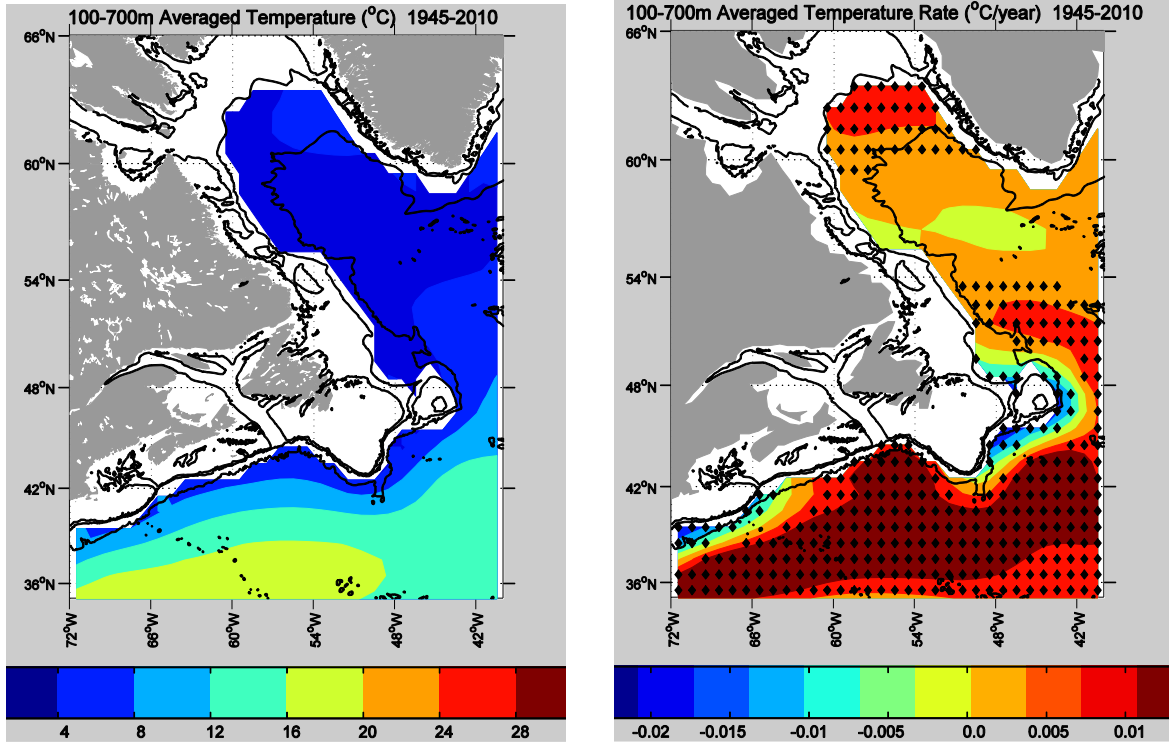 100-700m Averaged Temperature (°C) 1945-2010
66°N
60°N
54°N
48°N
42°N
36°N
72°W 66°W 60°W 54°W 48°W 42°W
4 8 12 16 20 24 28
100-700m Averaged Temperature Rate (°C/year) 1945-2010
66°N
60°N
54°N
48°N
42°N
36°N
72°W 66°W 60°W 54°W 48°W 42°W
-0.02 -0.015 -0.01 -0.005 0.0 0.005 0.01